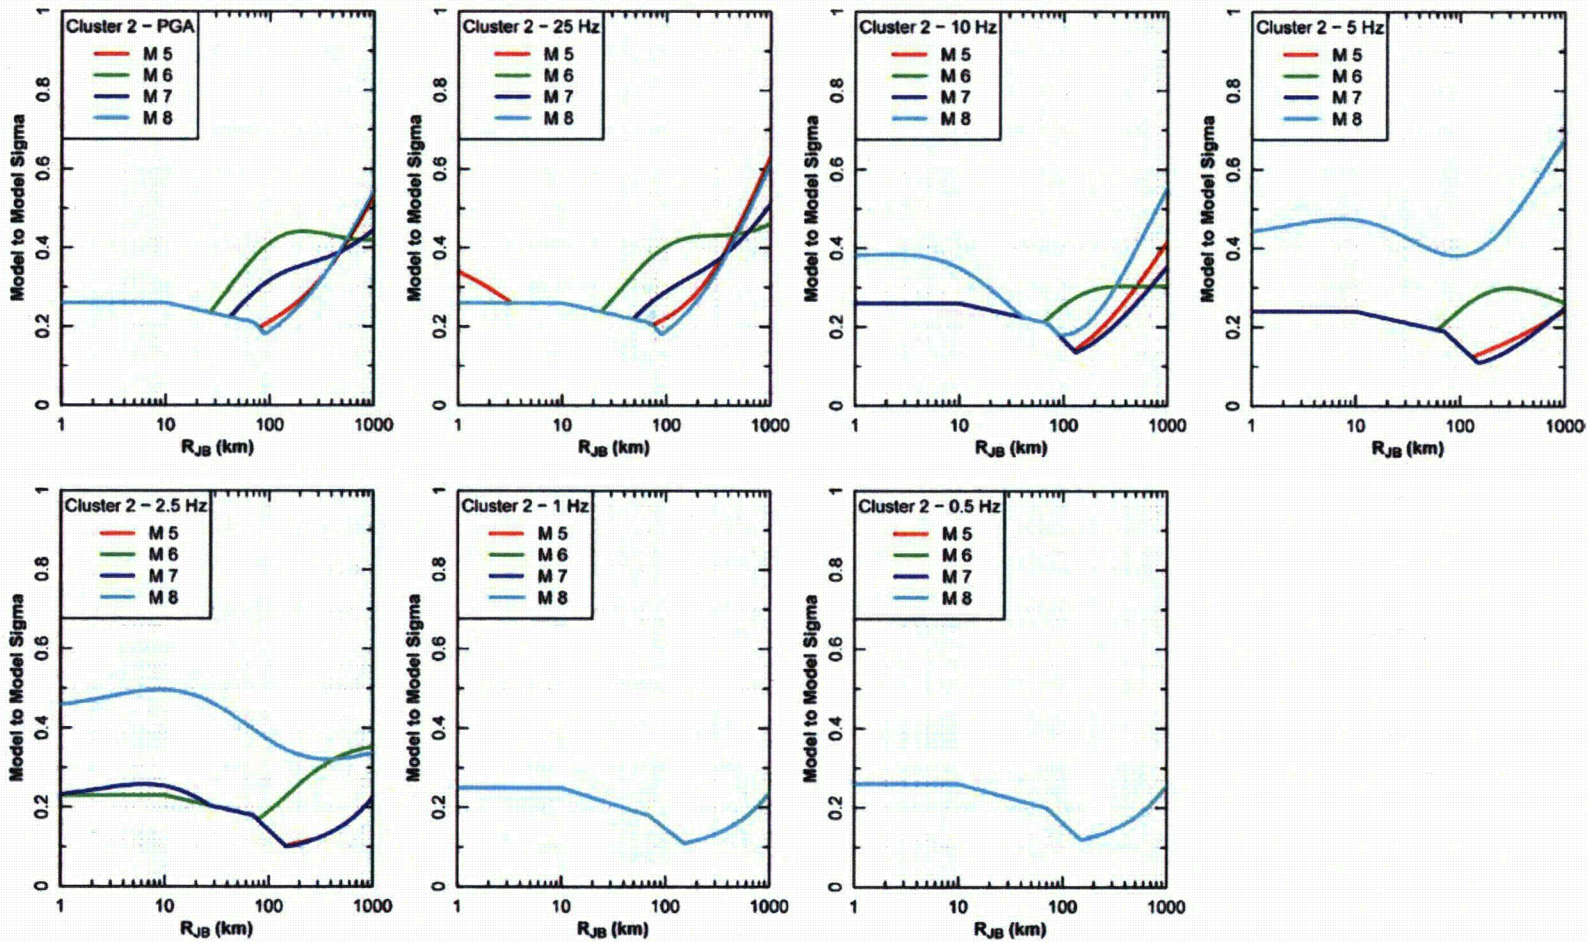 Cluster 2 – PGA
M 5
M 6
M 7
M 8
Model to Model Sigma
0 0.2 0.4 0.6 0.8 1
1 10 100 1000
RJB (km)
Cluster 2 – 25 Hz
M 5
M 6
M 7
M 8
Model to Model Sigma
0 0.2 0.4 0.6 0.8 1
1 10 100 1000
RJB (km)
Cluster 2 – 10 Hz
M 5
M 6
M 7
M 8
Model to Model Sigma
0 0.2 0.4 0.6 0.8 1
1 10 100 1000
RJB (km)
Cluster 2 – 5 Hz
M 5
M 6
M 7
M 8
Model to Model Sigma
0 0.2 0.4 0.6 0.8 1
1 10 100 1000
RJB (km)
Cluster 2 – 2.5 Hz
M 5
M 6
M 7
M 8
Model to Model Sigma
0 0.2 0.4 0.6 0.8 1
1 10 100 1000
RJB (km)
Cluster 2 – 1 Hz
M 5
M 6
M 7
M 8
Model to Model Sigma
0 0.2 0.4 0.6 0.8 1
1 10 100 1000
RJB (km)
Cluster 2 – 0.5 Hz
M 5
M 6
M 7
M 8
Model to Model Sigma
0 0.2 0.4 0.6 0.8 1
1 10 100 1000
RJB (km)